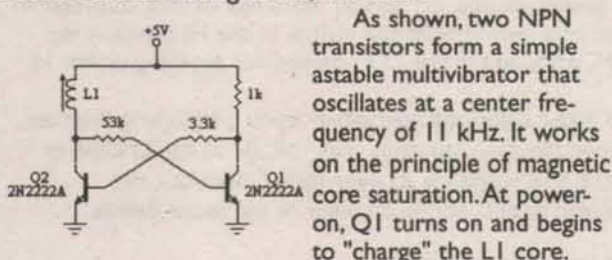 +5V
L1
1k
53k
3.3k
Q2
2N2222A
Q1
2N2222A
As shown, two NPN
transistors form a simple
astable multivibrator that
oscillates at a center fre-
quency of 11 kHz. It works
on the principle of magnetic
core saturation. At power-
on, Q1 turns on and begins
to "charge" the L1 core.